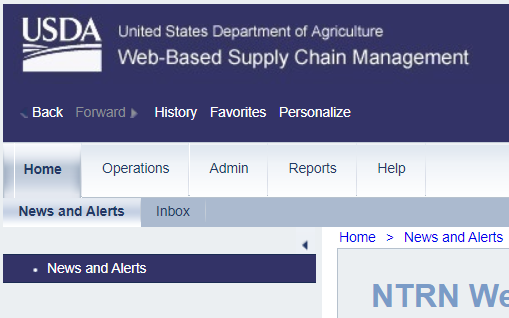 USDA
United States Department of Agriculture
Web-Based Supply Chain Management
Back Forward History Favorites Personalize
Home Operations Admin Reports Help
News and Alerts Inbox
Home > News and Alerts
• News and Alerts
NTRN We